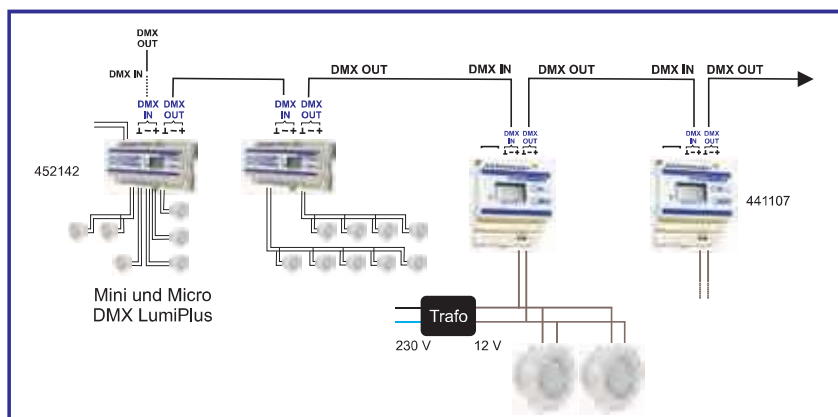 DMX
OUT
DMX IN
DMX OUT
DMX IN
DMX OUT
DMX IN
DMX OUT
DMX
IN
DMX
OUT
DMX
IN
DMX
OUT
DMX
IN
DMX
OUT
DMX
IN
DMX
OUT
⊥ − +
⊥ − +
⊥ − +
⊥ − +
⊥ − +
⊥ − +
⊥ − +
⊥ − +
452142
441107
Mini und Micro
DMX LumiPlus
Trafo
230 V
12 V